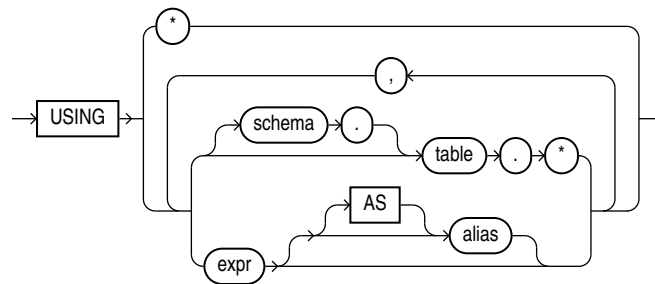 *
,
USING
schema .
table . *
AS
alias
expr